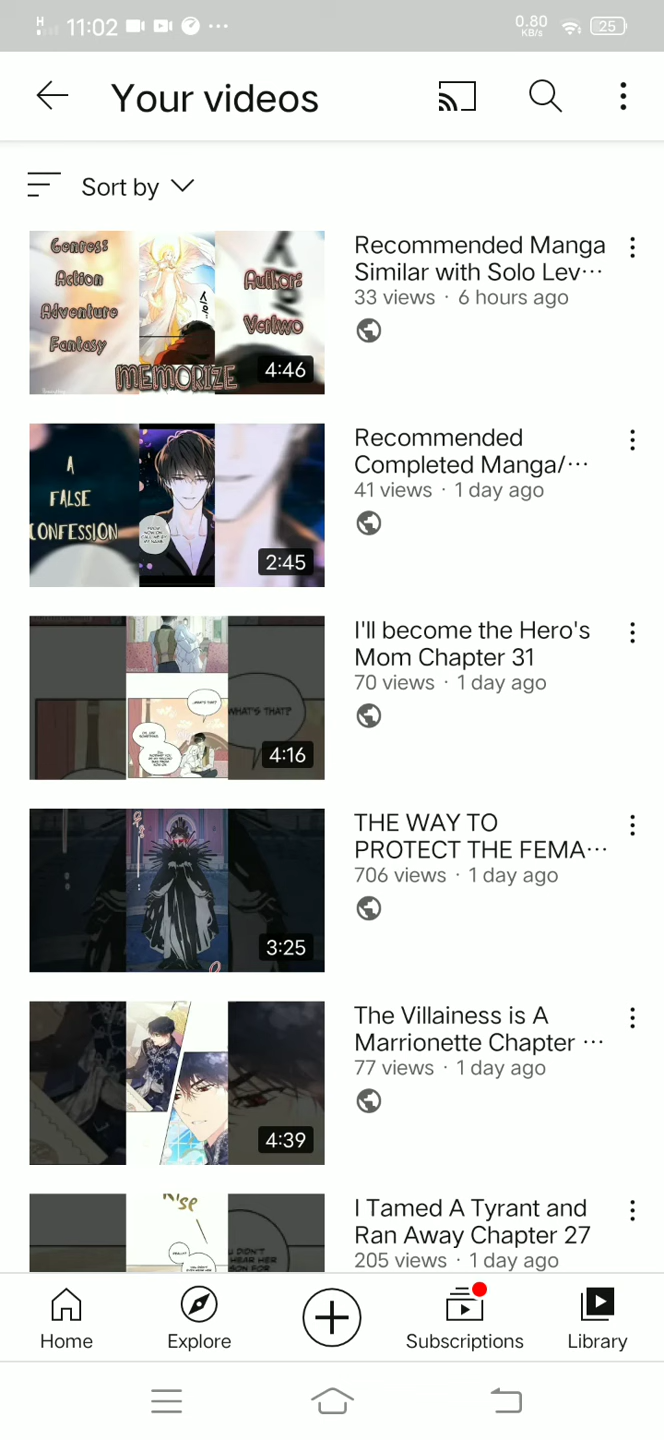 H 11:02 ... 0.80 KB/s 25
Your videos
Sort by
Genres:
Action
Adventure
Fantasy
Author:
Vertwo
MEMORIZE
4:46
Recommended Manga
Similar with Solo Lev...
33 views · 6 hours ago
A
FALSE
CONFESSION
2:45
Recommended
Completed Manga/...
41 views · 1 day ago
WHAT'S THAT?
4:16
I'll become the Hero's
Mom Chapter 31
70 views · 1 day ago
3:25
THE WAY TO
PROTECT THE FEMA...
706 views · 1 day ago
4:39
The Villainess is A
Marrionette Chapter ...
77 views · 1 day ago
I Tamed A Tyrant and
Ran Away Chapter 27
205 views · 1 day ago
Home
Explore
Subscriptions
Library